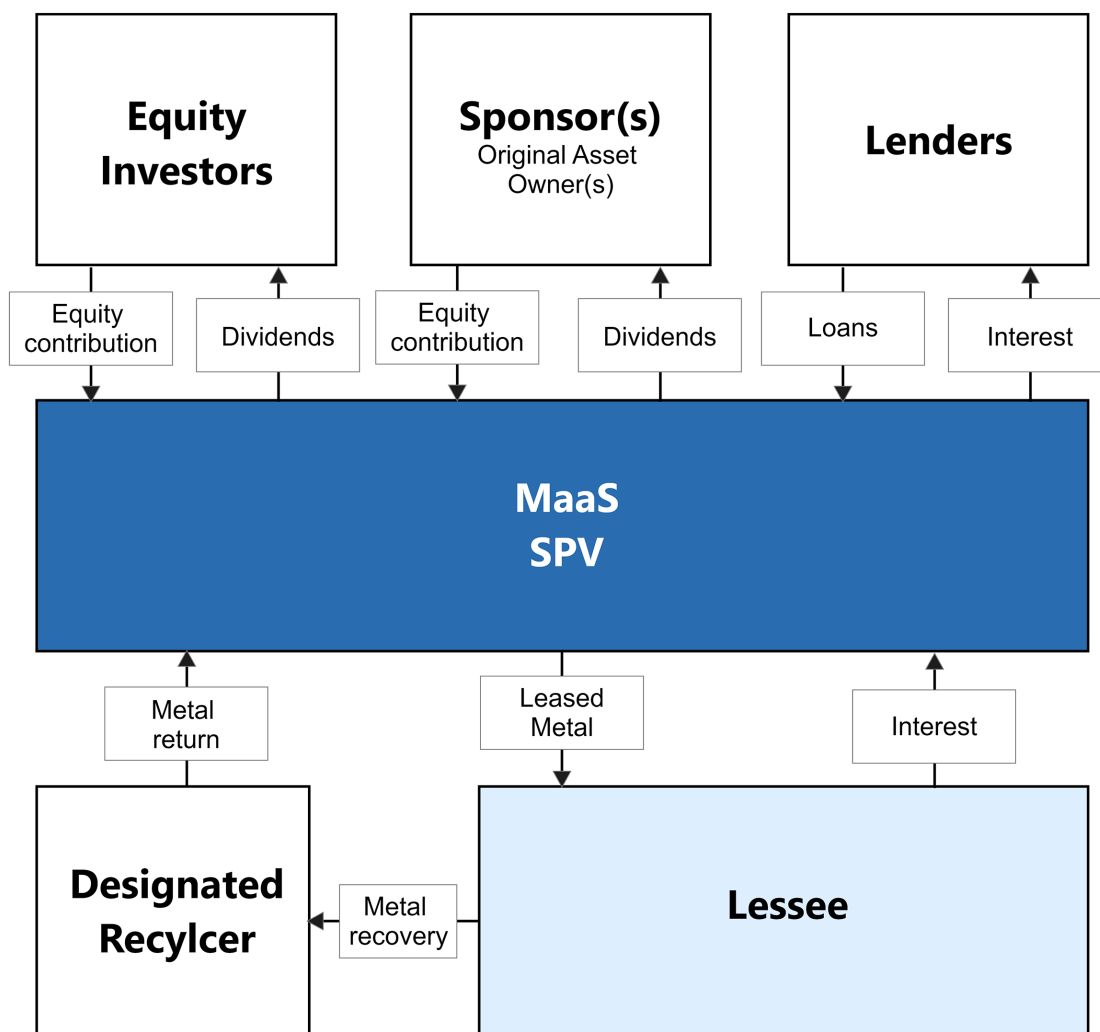 Equity
Investors
Sponsor(s)
Original Asset
Owner(s)
Lenders
Equity
contribution
Dividends
Equity
contribution
Dividends
Loans
Interest
MaaS
SPV
Metal
return
Leased
Metal
Interest
Designated
Recylcer
Metal
recovery
Lessee